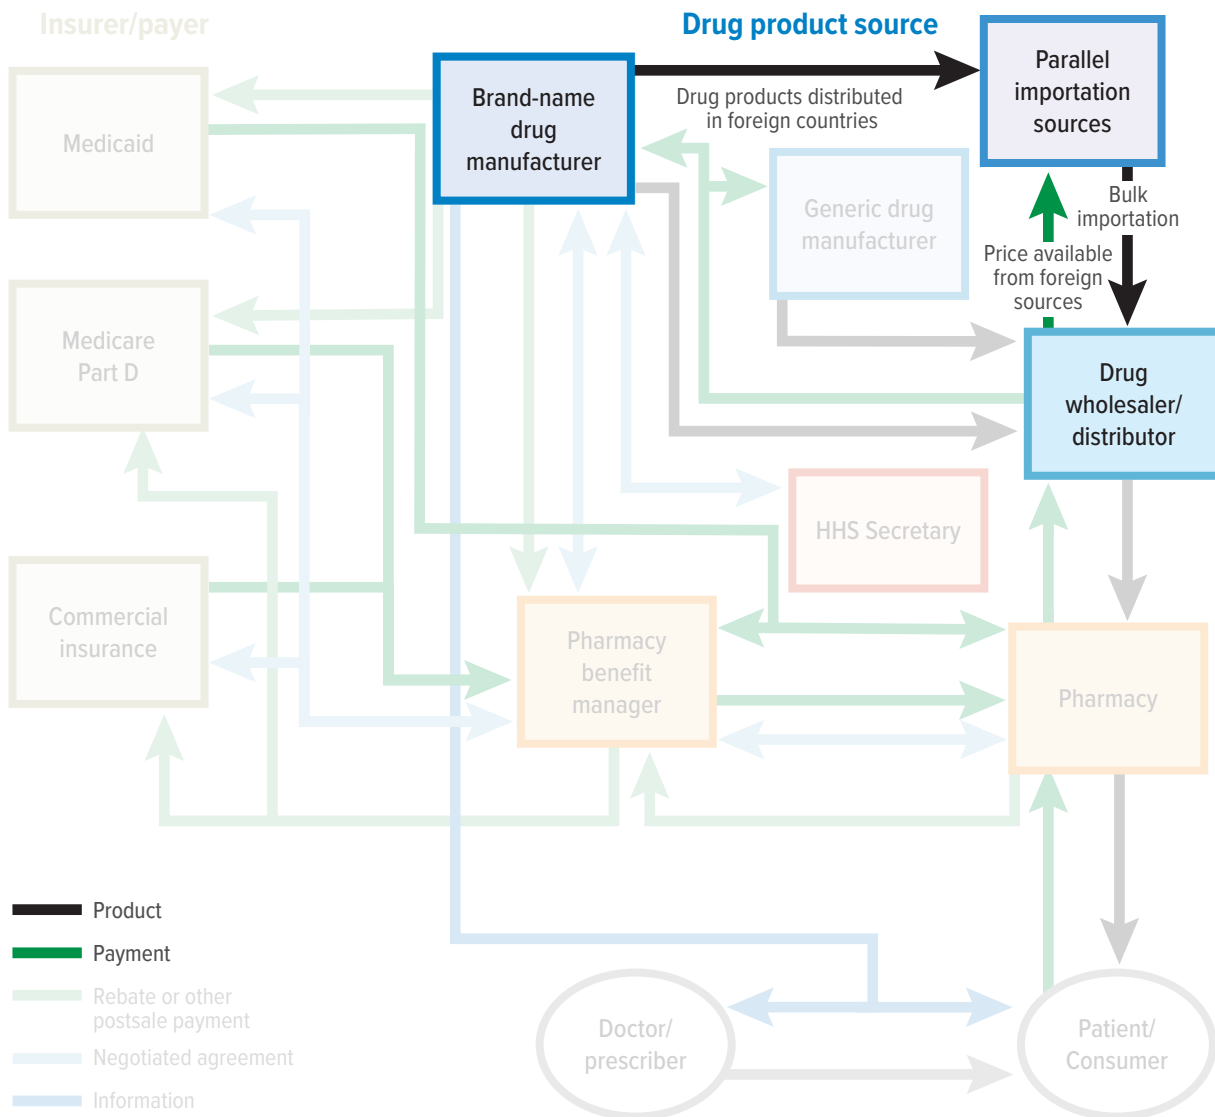 Insurer/payer
Drug product source
Brand-name
drug
manufacturer
Parallel
importation
sources
Drug products distributed
in foreign countries
Medicaid
Generic drug
manufacturer
Bulk
importation
Price available
from foreign
sources
Medicare
Part D
Drug
wholesaler/
distributor
HHS Secretary
Commercial
insurance
Pharmacy
benefit
manager
Pharmacy
Product
Payment
Rebate or other
postsale payment
Negotiated agreement
Information
Doctor/
prescriber
Patient/
Consumer